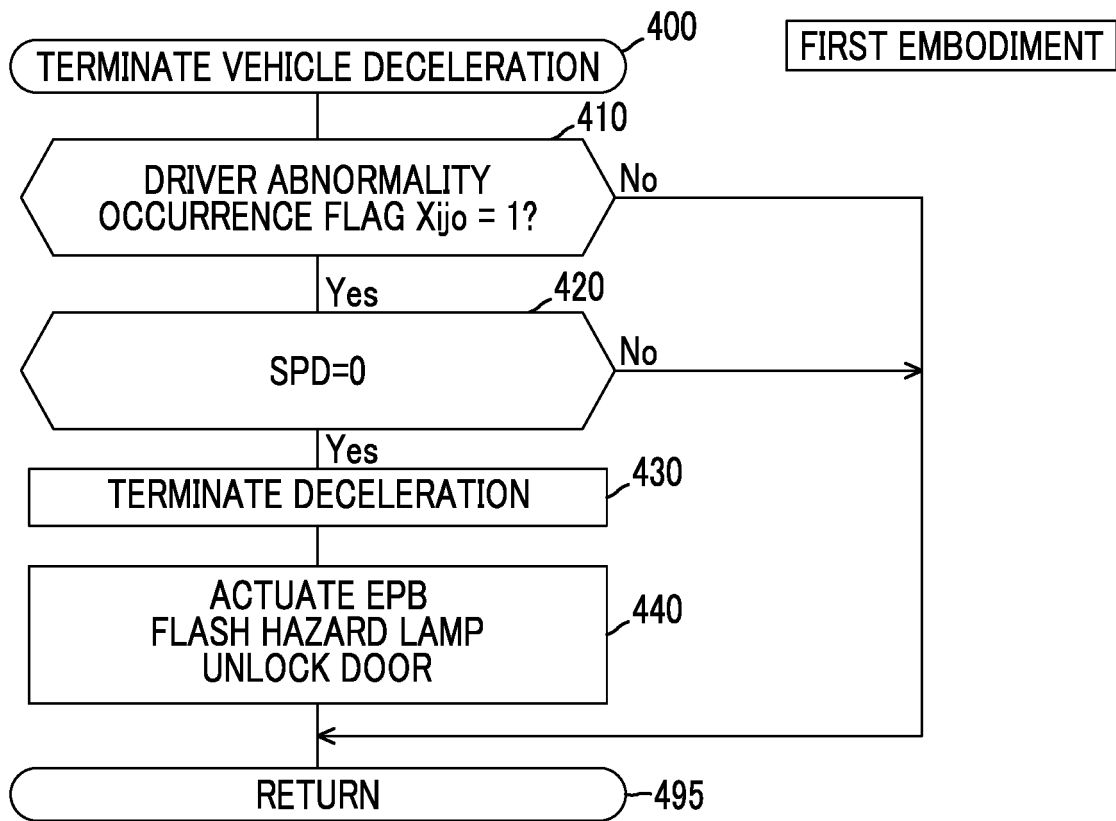 400
TERMINATE VEHICLE DECELERATION
FIRST EMBODIMENT
410
DRIVER ABNORMALITY
OCCURRENCE FLAG Xijo = 1?
No
Yes
420
SPD=0
No
Yes
430
TERMINATE DECELERATION
ACTUATE EPB
FLASH HAZARD LAMP
UNLOCK DOOR
440
RETURN
495